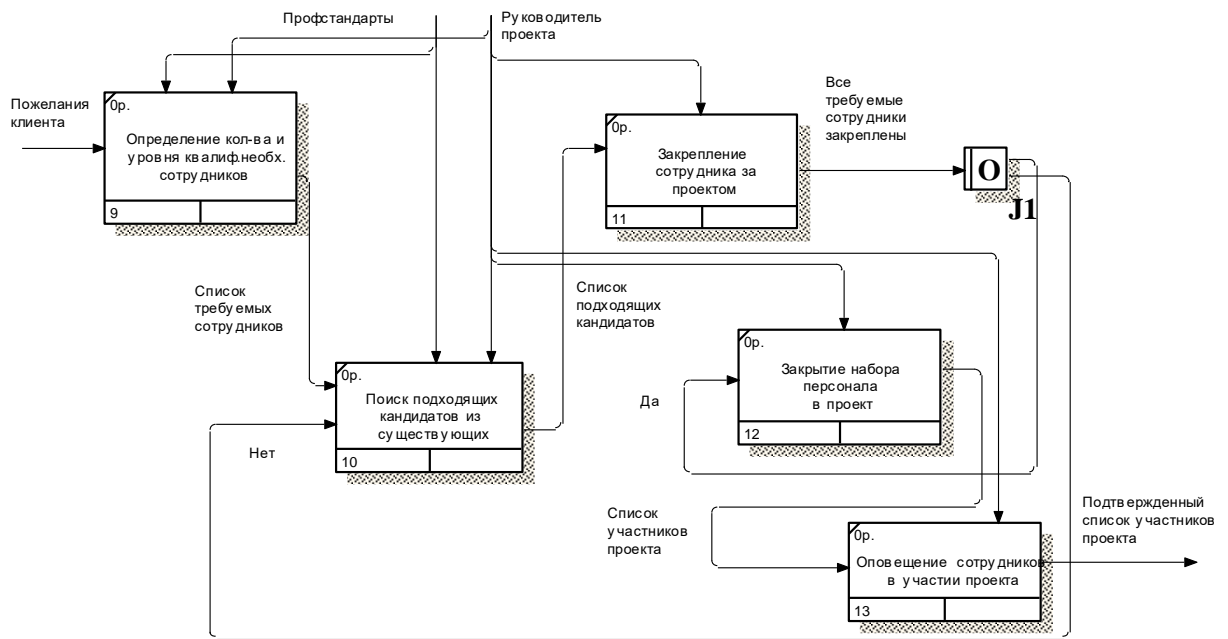 Профстандарты
Руководитель
проекта
Пожелания
клиента
0р.
Определение кол-ва и
уровня квалиф.необх.
сотрудников
9
0р.
Закрепление
сотрудника за
проектом
11
Все
требуемые
сотрудники
закреплены
O
J1
Список
требуемых
сотрудников
Список
подходящих
кандидатов
0р.
Поиск подходящих
кандидатов из
существующих
10
Нет
Да
0р.
Закрытие набора
персонала
в проект
12
Список
участников
проекта
0р.
Оповещение сотрудников
в участии проекта
13
Подтвержденный
список участников
проекта